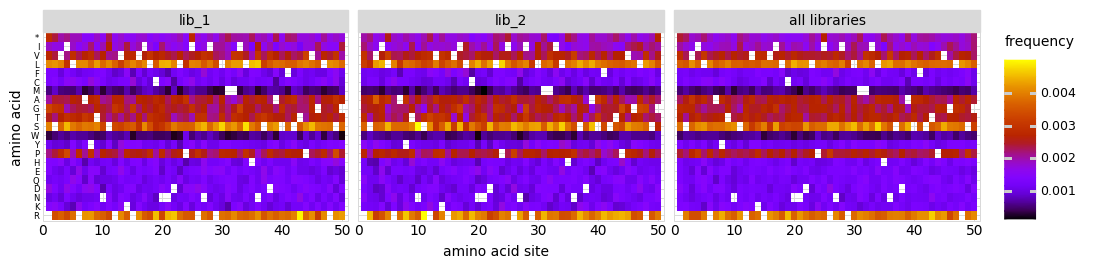 lib_1
lib_2
all libraries
frequency
amino acid
*
I
V
L
F
C
M
A
G
T
S
W
Y
P
H
E
Q
D
N
K
R
0.004
0.003
0.002
0.001
0 10 20 30 40 50
0 10 20 30 40 50
0 10 20 30 40 50
amino acid site